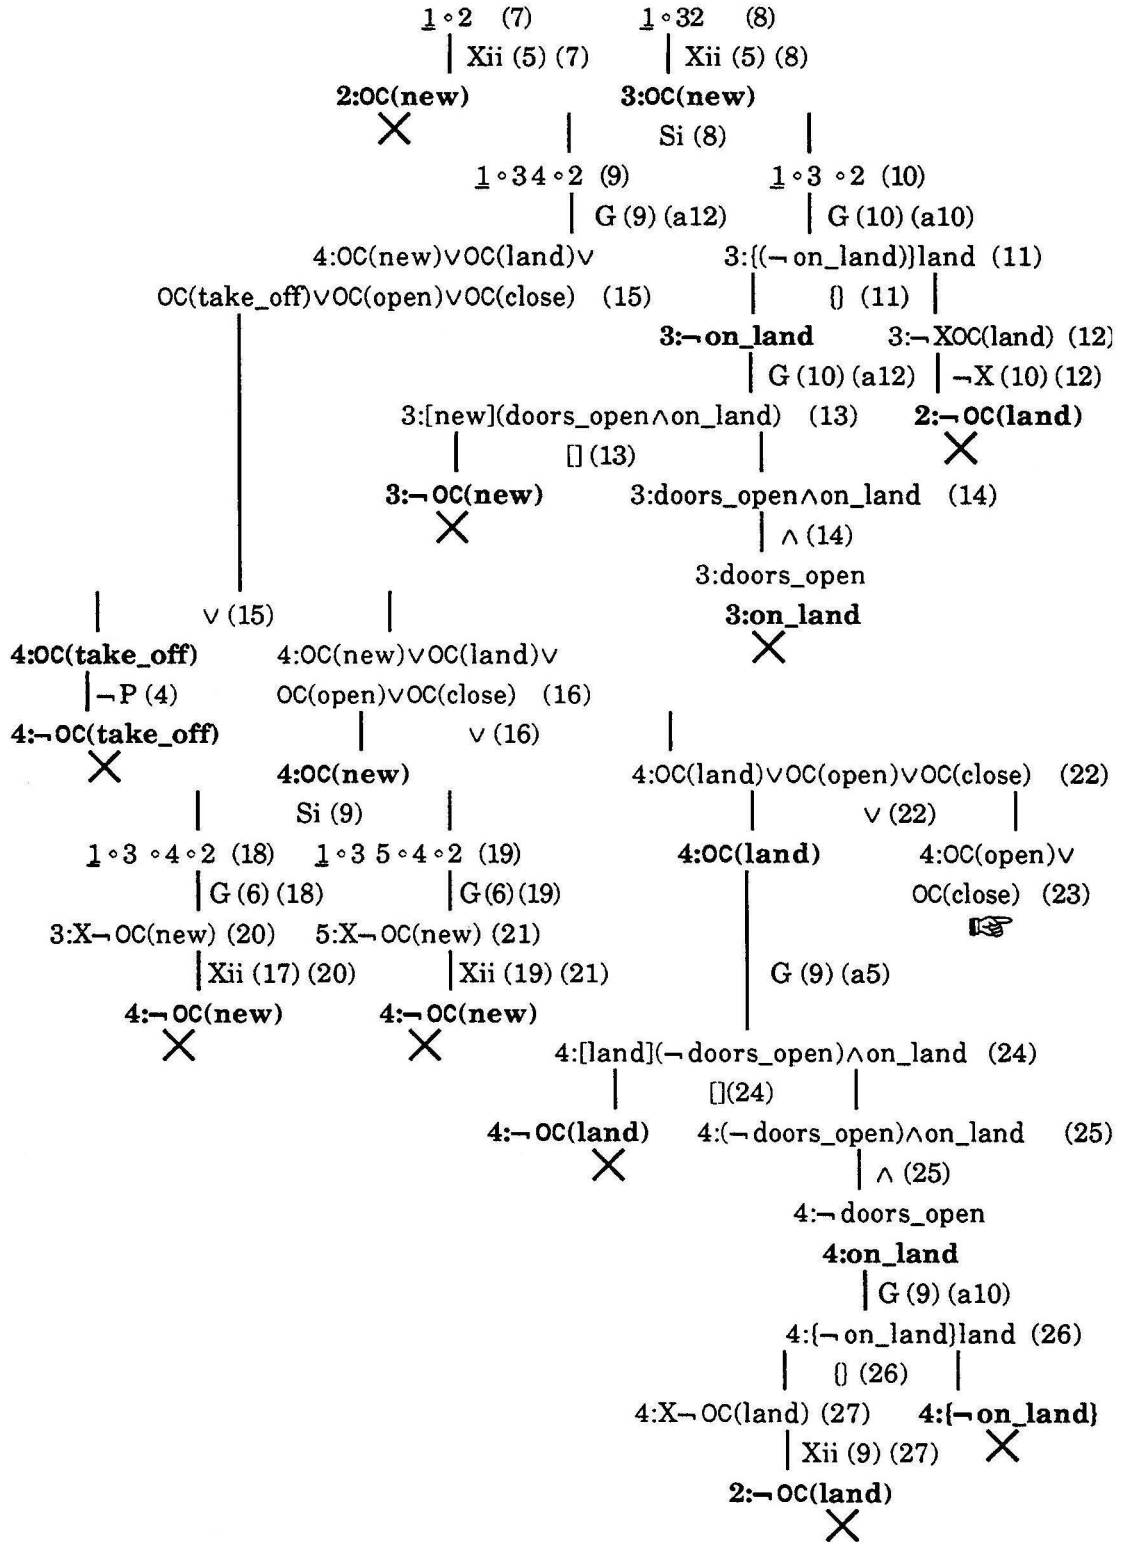 1∘2 (7) 1∘32 (8)
Xii (5) (7) Xii (5) (8)
2:OC(new) 3:OC(new)
Si (8)
1∘34∘2 (9) 1∘3 ∘2 (10)
G (9) (a12) G (10) (a10)
4:OC(new)∨OC(land)∨ 3:{(¬on_land)}land (11)
OC(take_off)∨OC(open)∨OC(close) (15) {} (11)
3:¬on_land 3:¬XOC(land) (12)
G (10) (a12) ¬X (10) (12)
3:[new](doors_open∧on_land) (13) 2:¬OC(land)
[] (13)
3:¬OC(new) 3:doors_open∧on_land (14)
∧ (14)
3:doors_open
∨ (15) 3:on_land
4:OC(take_off) 4:OC(new)∨OC(land)∨
¬P (4) OC(open)∨OC(close) (16)
4:¬OC(take_off) ∨ (16)
4:OC(new) 4:OC(land)∨OC(open)∨OC(close) (22)
Si (9) ∨ (22)
1∘3 ∘4∘2 (18) 1∘3 5∘4∘2 (19) 4:OC(land) 4:OC(open)∨
G (6) (18) G(6) (19) OC(close) (23)
3:X¬OC(new) (20) 5:X¬OC(new) (21) ☞
Xii (17) (20) Xii (19) (21) G (9) (a5)
4:¬OC(new) 4:¬OC(new)
4:[land](¬doors_open)∧on_land (24)
[](24)
4:¬OC(land) 4:(¬doors_open)∧on_land (25)
∧ (25)
4:¬doors_open
4:on_land
G (9) (a10)
4:{¬on_land}land (26)
{} (26)
4:X¬OC(land) (27) 4:{¬on_land}
Xii (9) (27)
2:¬OC(land)